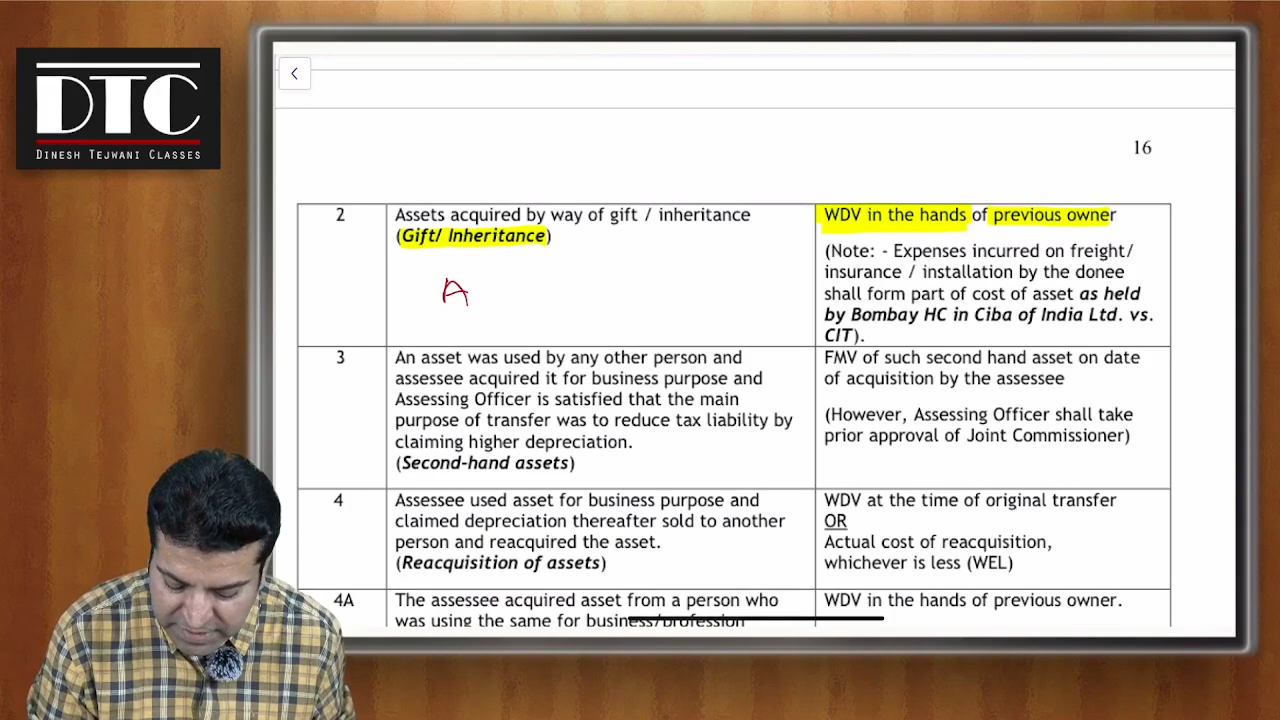 DTC
DINESH TEJWANI CLASSES
16
2
Assets acquired by way of gift / inheritance
(Gift/ Inheritance)
A
WDV in the hands of previous owner
(Note: - Expenses incurred on freight/
insurance / installation by the donee
shall form part of cost of asset as held
by Bombay HC in Ciba of India Ltd. vs.
CIT).
3
An asset was used by any other person and
assessee acquired it for business purpose and
Assessing Officer is satisfied that the main
purpose of transfer was to reduce tax liability by
claiming higher depreciation.
(Second-hand assets)
FMV of such second hand asset on date
of acquisition by the assessee
(However, Assessing Officer shall take
prior approval of Joint Commissioner)
4
Assessee used asset for business purpose and
claimed depreciation thereafter sold to another
person and reacquired the asset.
(Reacquisition of assets)
WDV at the time of original transfer
OR
Actual cost of reacquisition,
whichever is less (WEL)
4A
The assessee acquired asset from a person who
was using the same for business/profession
WDV in the hands of previous owner.